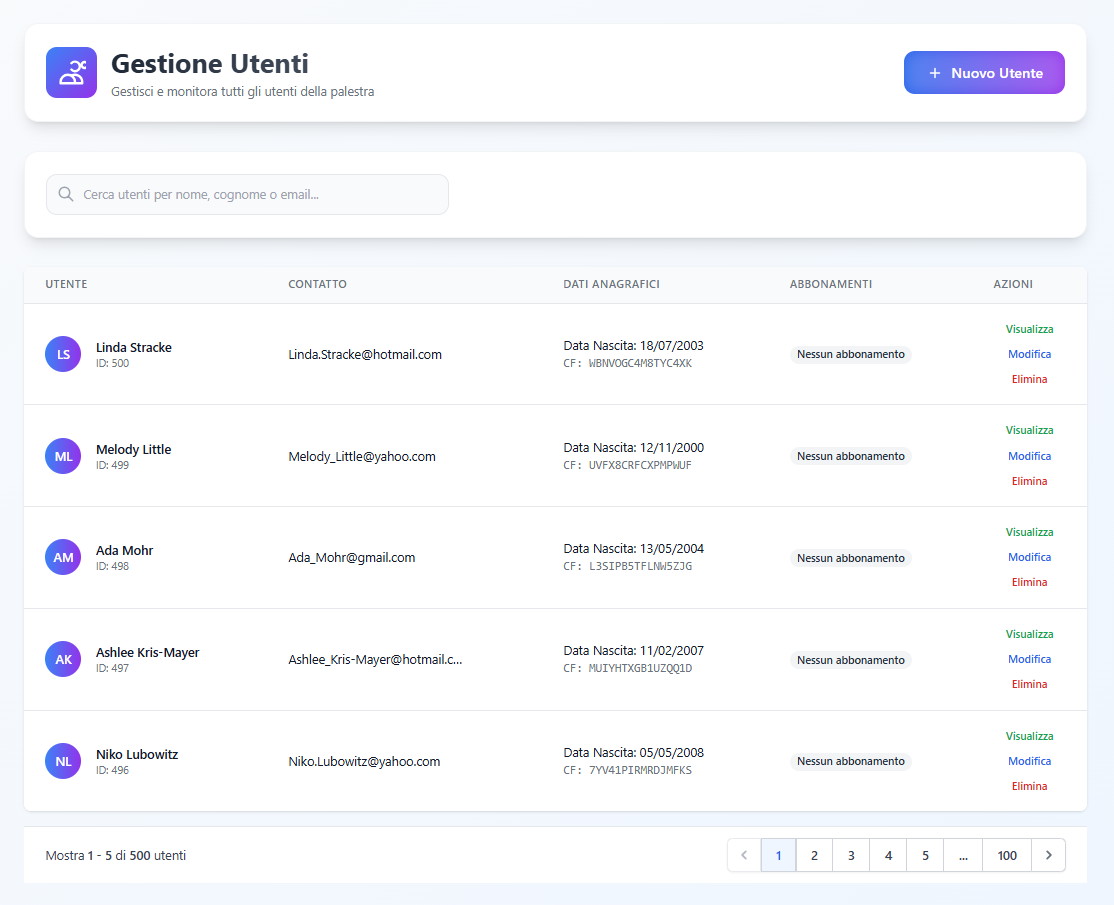 Gestione Utenti
Gestisci e monitora tutti gli utenti della palestra
+ Nuovo Utente
Cerca utenti per nome, cognome o email...
UTENTE CONTATTO DATI ANAGRAFICI ABBONAMENTI AZIONI
LS
Linda Stracke
ID: 500
Linda.Stracke@hotmail.com
Data Nascita: 18/07/2003
CF: WBNVOGC4M8TYC4XK
Nessun abbonamento
Visualizza
Modifica
Elimina
ML
Melody Little
ID: 499
Melody_Little@yahoo.com
Data Nascita: 12/11/2000
CF: UVFX8CRFCXPMPWUF
Nessun abbonamento
Visualizza
Modifica
Elimina
AM
Ada Mohr
ID: 498
Ada_Mohr@gmail.com
Data Nascita: 13/05/2004
CF: L3SIPB5TFLNW5ZJG
Nessun abbonamento
Visualizza
Modifica
Elimina
AK
Ashlee Kris-Mayer
ID: 497
Ashlee_Kris-Mayer@hotmail.c...
Data Nascita: 11/02/2007
CF: MUIYHTXGB1UZQQ1D
Nessun abbonamento
Visualizza
Modifica
Elimina
NL
Niko Lubowitz
ID: 496
Niko.Lubowitz@yahoo.com
Data Nascita: 05/05/2008
CF: 7YV41PIRMRDJMFKS
Nessun abbonamento
Visualizza
Modifica
Elimina
Mostra 1 - 5 di 500 utenti
1 2 3 4 5 ... 100